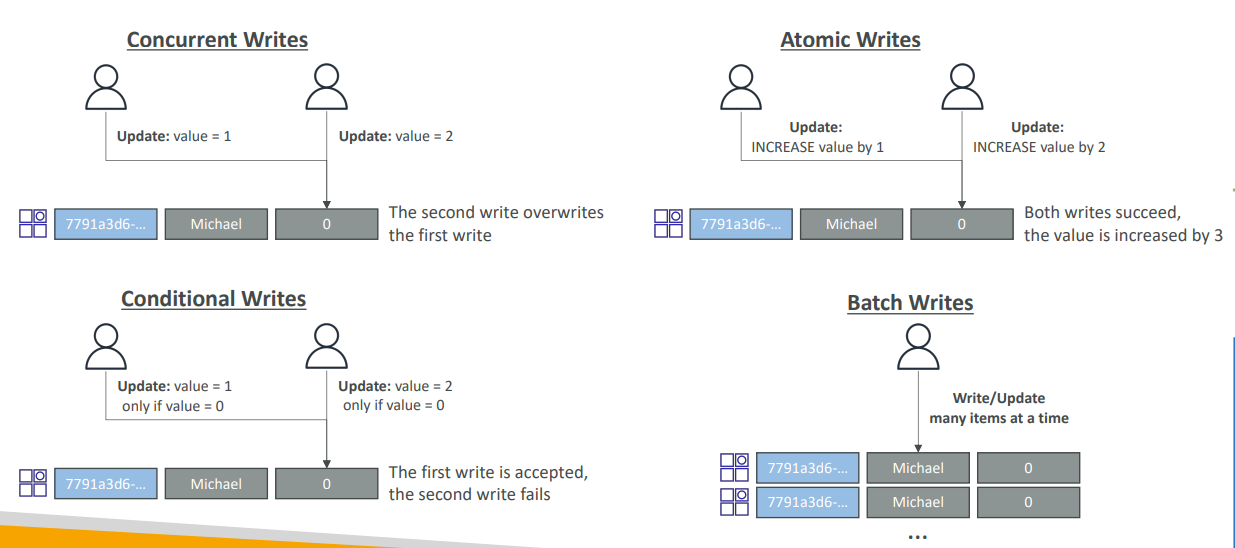 Concurrent Writes
Update: value = 1
Update: value = 2
7791a3d6-...
Michael
0
The second write overwrites
the first write
Atomic Writes
Update:
INCREASE value by 1
Update:
INCREASE value by 2
7791a3d6-...
Michael
0
Both writes succeed,
the value is increased by 3
Conditional Writes
Update: value = 1
only if value = 0
Update: value = 2
only if value = 0
7791a3d6-...
Michael
0
The first write is accepted,
the second write fails
Batch Writes
Write/Update
many items at a time
7791a3d6-...
Michael
0
7791a3d6-...
Michael
0
...